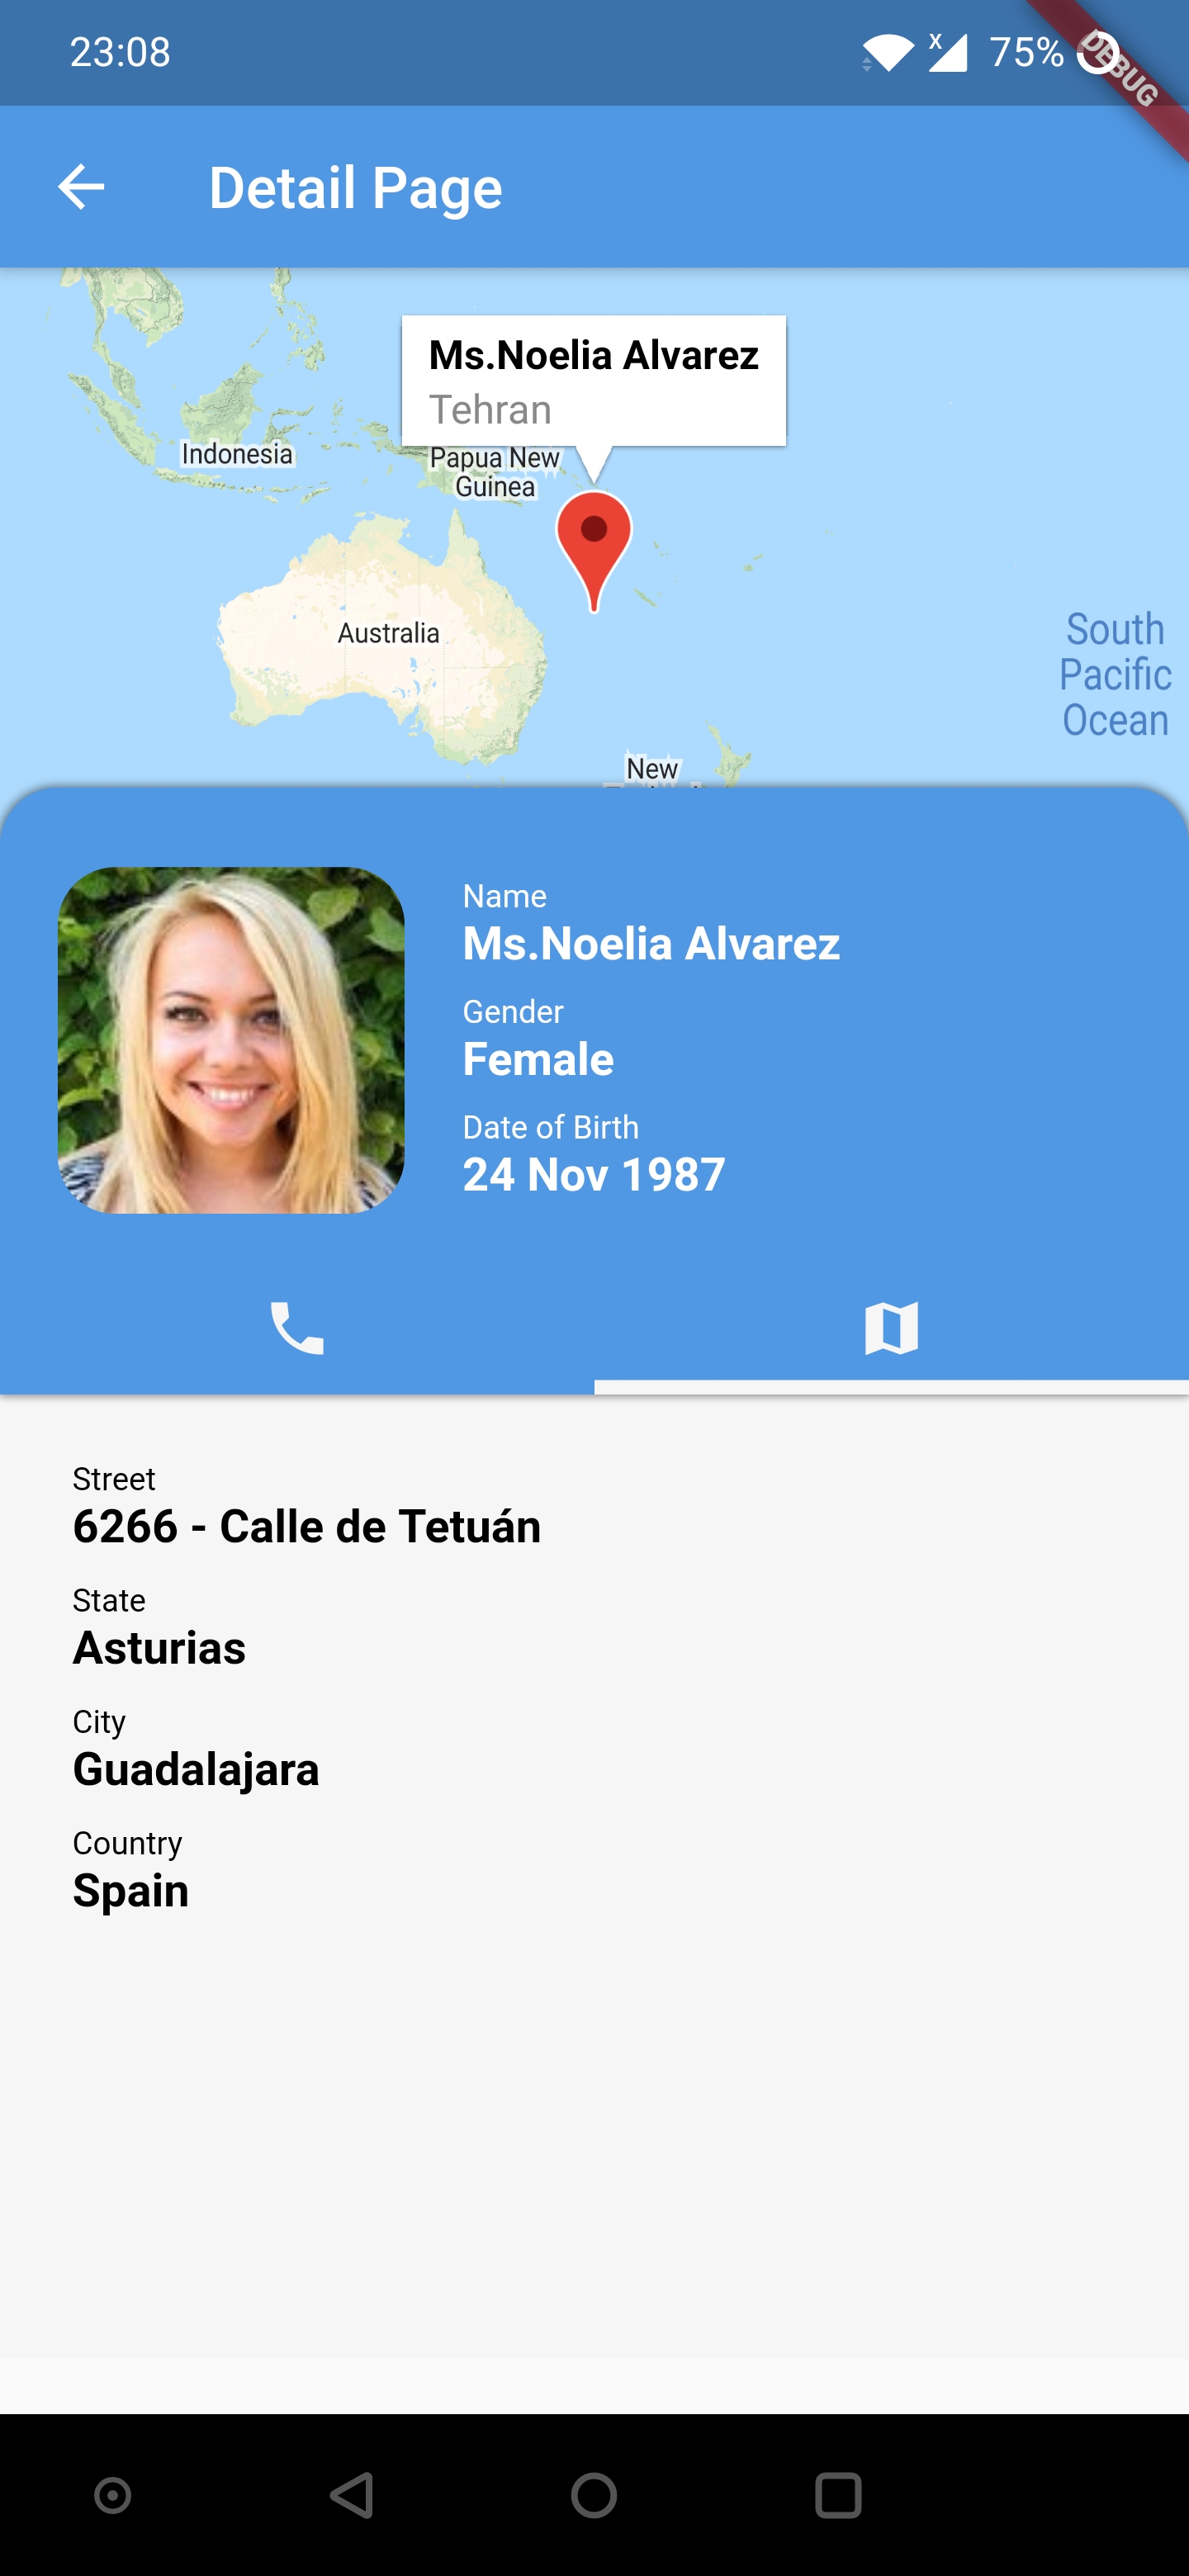 23:08
X
75%
DEBUG
Detail Page
Ms.Noelia Alvarez
Tehran
Indonesia
Papua New
Guinea
Australia
South
Pacific
Ocean
New
Name
Ms.Noelia Alvarez
Gender
Female
Date of Birth
24 Nov 1987
Street
6266 - Calle de Tetuán
State
Asturias
City
Guadalajara
Country
Spain